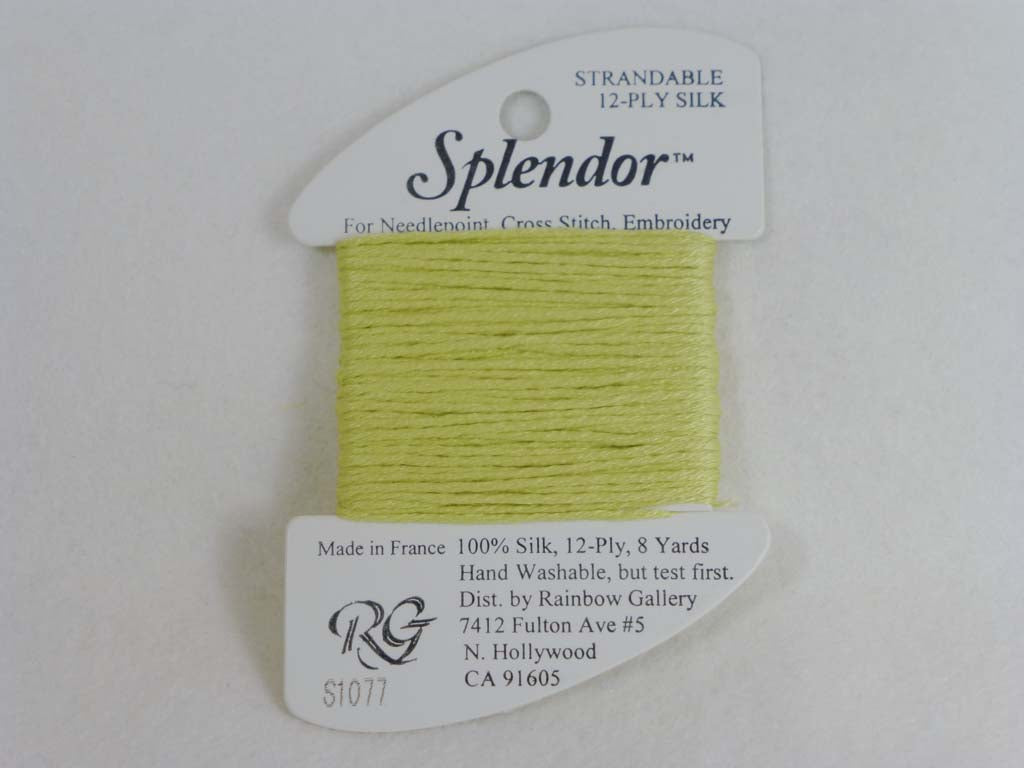 STRANDABLE
12-PLY SILK
Splendor™
For Needlepoint, Cross Stitch, Embroidery
Made in France 100% Silk, 12-Ply, 8 Yards
Hand Washable, but test first.
Dist. by Rainbow Gallery
7412 Fulton Ave #5
N. Hollywood
CA 91605
RG
S1077